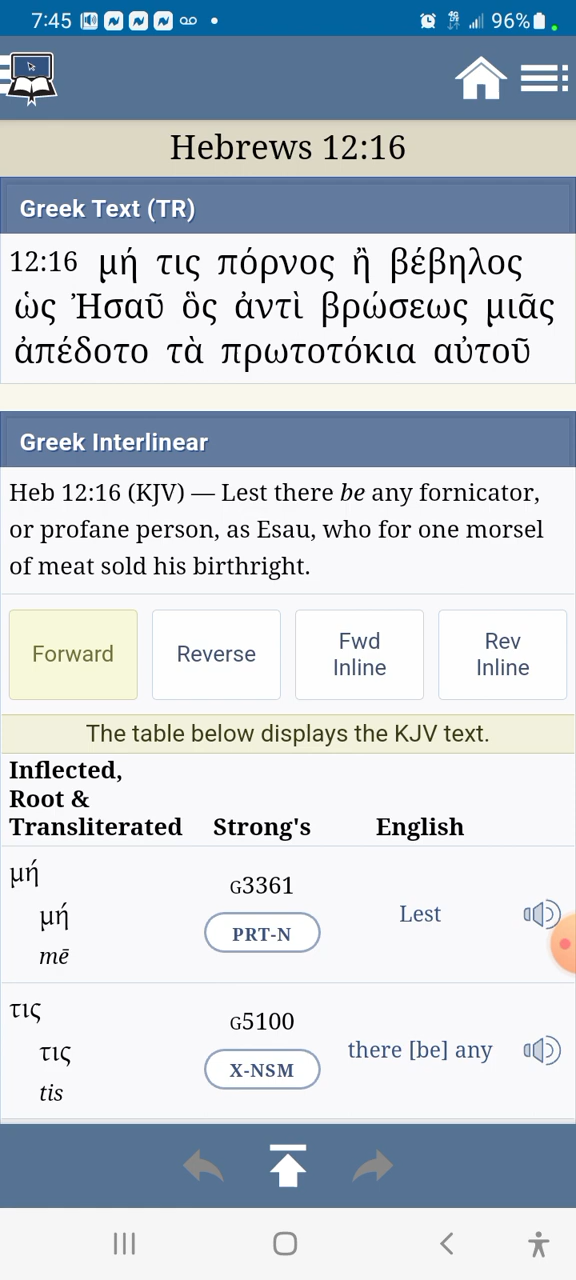 7:45 96%
Hebrews 12:16
Greek Text (TR)
12:16 μή τις πόρνος ἢ βέβηλος
ὡς Ἠσαῦ ὃς ἀντὶ βρώσεως μιᾶς
ἀπέδοτο τὰ πρωτοτόκια αὐτοῦ
Greek Interlinear
Heb 12:16 (KJV) — Lest there be any fornicator,
or profane person, as Esau, who for one morsel
of meat sold his birthright.
Forward Reverse Fwd Inline Rev Inline
The table below displays the KJV text.
Inflected,
Root &
Transliterated Strong's English
μή
G3361
Lest
μή
PRT-N
mē
τις
G5100
there [be] any
τις
X-NSM
tis